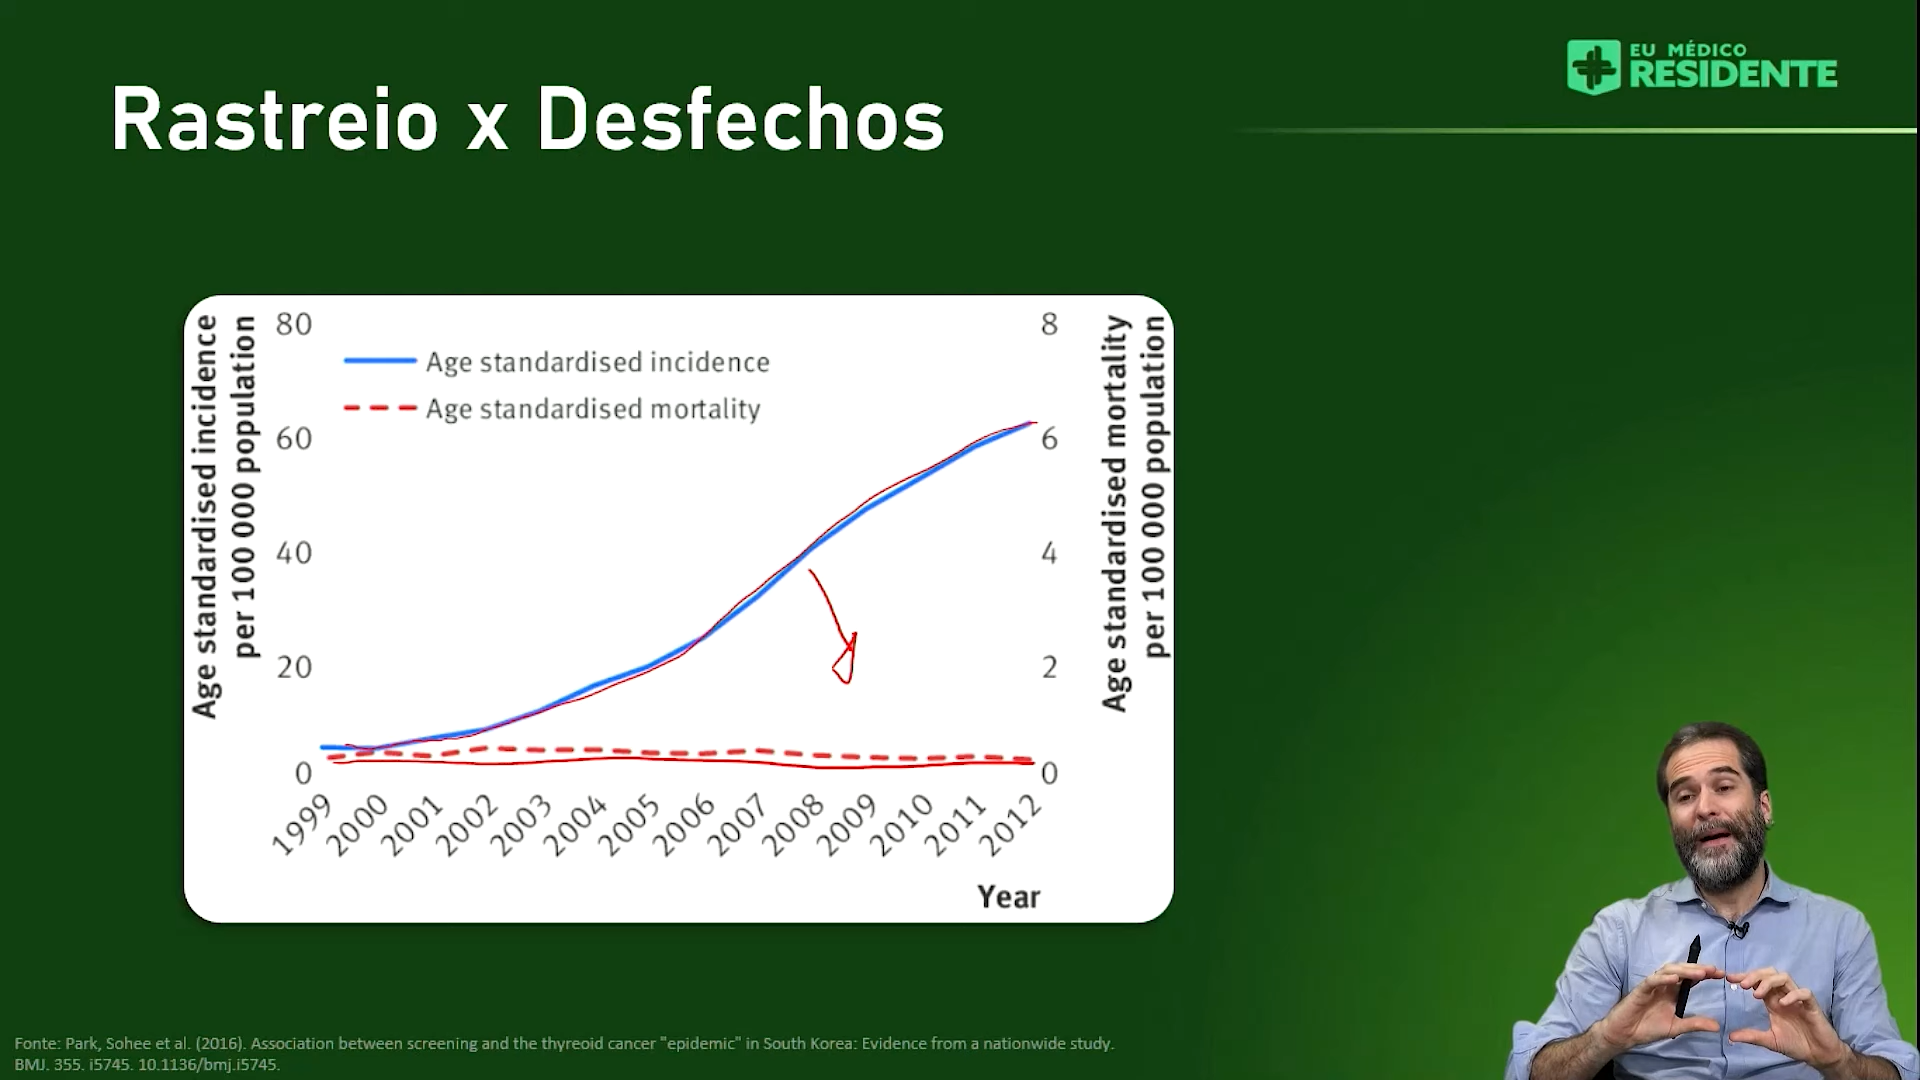 EU MÉDICO
RESIDENTE
Rastreio x Desfechos
Age standardised incidence
per 100 000 population
80
60
40
20
0
Age standardised incidence
Age standardised mortality
8
6
4
2
0
Age standardised mortality
per 100 000 population
1999
2000
2001
2002
2003
2004
2005
2006
2007
2008
2009
2010
2011
2012
Year
Fonte: Park, Sohee et al. (2016). Association between screening and the thyreoid cancer "epidemic" in South Korea: Evidence from a nationwide study.
BMJ. 355. i5745. 10.1136/bmj.i5745.